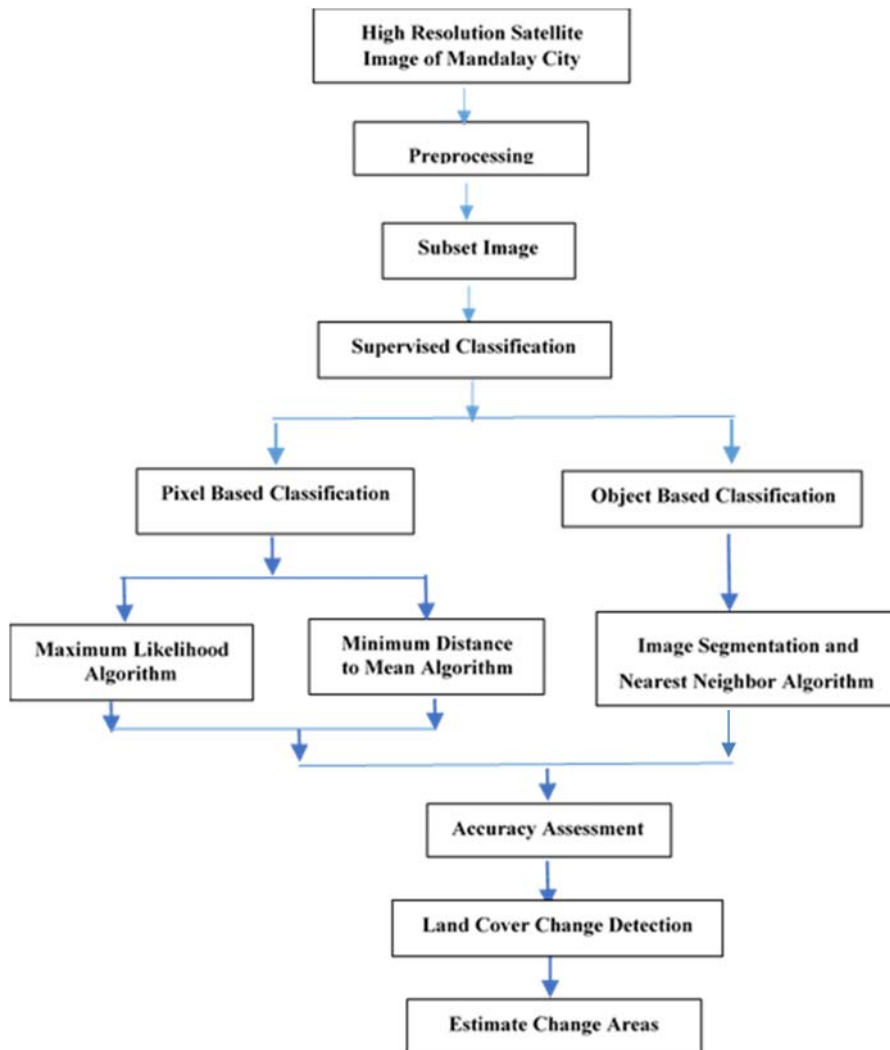 High Resolution Satellite
Image of Mandalay City
Preprocessing
Subset Image
Supervised Classification
Pixel Based Classification
Object Based Classification
Maximum Likelihood
Algorithm
Minimum Distance
to Mean Algorithm
Image Segmentation and
Nearest Neighbor Algorithm
Accuracy Assessment
Land Cover Change Detection
Estimate Change Areas